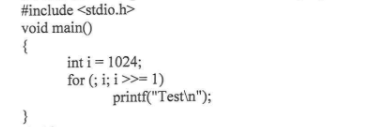 #include <stdio.h>
void main()
{
int i = 1024;
for (; i; i >>= 1)
printf("Test\n");
}